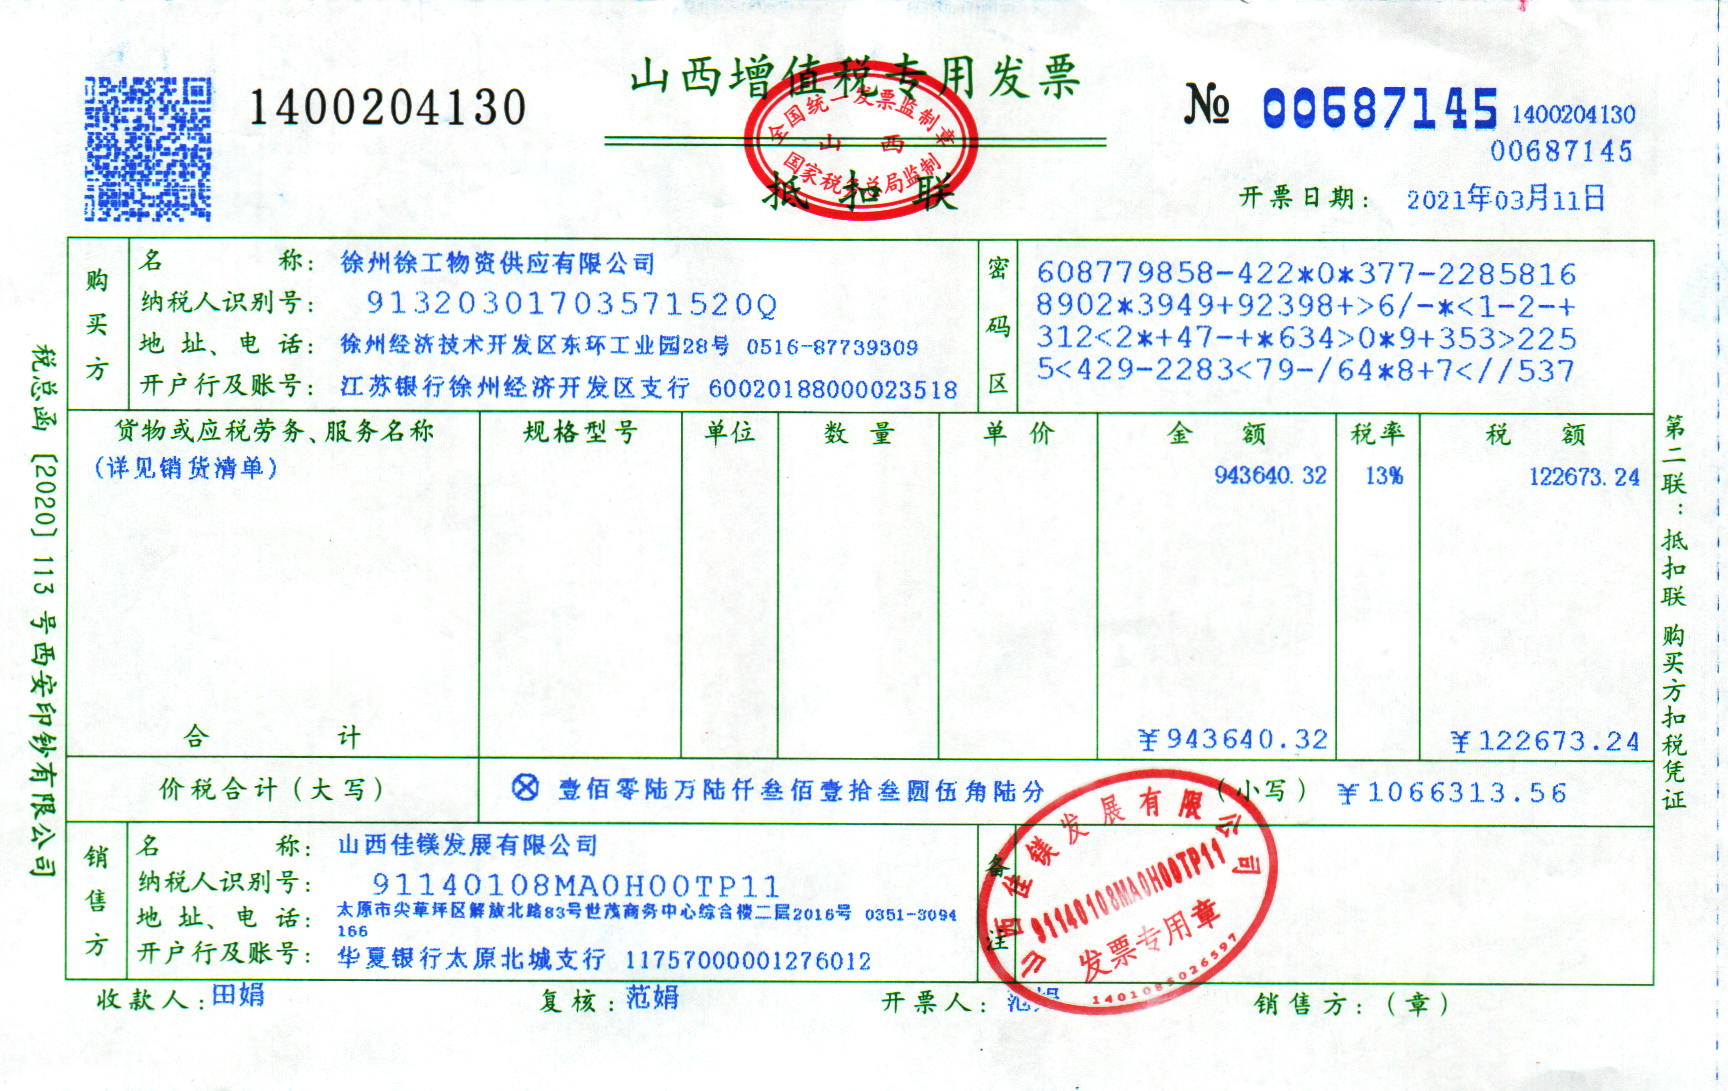 山西增值税专用发票
1400204130
№ 00687145 1400204130
00687145
全国统一发票监制章
山 西
国家税务总局监制
抵扣联
开票日期： 2021年03月11日
购买方
名 称： 徐州徐工物资供应有限公司
纳税人识别号： 91320301703571520Q
地 址、电 话： 徐州经济技术开发区东环工业园28号 0516-87739309
开户行及账号： 江苏银行徐州经济开发区支行 60020188000023518
密码区
608779858-422*0*377-2285816
8902*3949+92398+>6/-*<1-2-+
312<2*+47-+*634>0*9+353>225
5<429-2283<79-/64*8+7<//537
货物或应税劳务、服务名称 规格型号 单位 数 量 单 价 金 额 税率 税 额
(详见销货清单) 943640.32 13% 122673.24
合 计 ￥943640.32 ￥122673.24
价税合计（大写） ⊗ 壹佰零陆万陆仟叁佰壹拾叁圆伍角陆分 （小写） ￥1066313.56
销售方
名 称： 山西佳镁发展有限公司
纳税人识别号： 91140108MA0H00TP11
地 址、电 话： 太原市尖草坪区解放北路83号世茂商务中心综合楼二层2016号 0351-3094
166
开户行及账号： 华夏银行太原北城支行 11757000001276012
备注
山西佳镁发展有限公司
91140108MA0H00TP11
发票专用章
1401085026597
收款人：田娟 复核：范娟 开票人：范娟 销售方：（章）
税总函〔2020〕113 号西安印钞有限公司
第二联：抵扣联 购买方扣税凭证